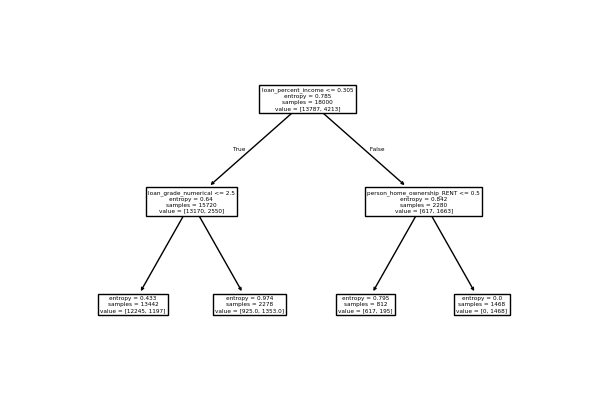 loan_percent_income <= 0.305
entropy = 0.785
samples = 18000
value = [13787, 4213]
True
False
loan_grade_numerical <= 2.5
entropy = 0.64
samples = 15720
value = [13170, 2550]
person_home_ownership_RENT <= 0.5
entropy = 0.842
samples = 2280
value = [617, 1663]
entropy = 0.433
samples = 13442
value = [12245, 1197]
entropy = 0.974
samples = 2278
value = [925.0, 1353.0]
entropy = 0.795
samples = 812
value = [617, 195]
entropy = 0.0
samples = 1468
value = [0, 1468]